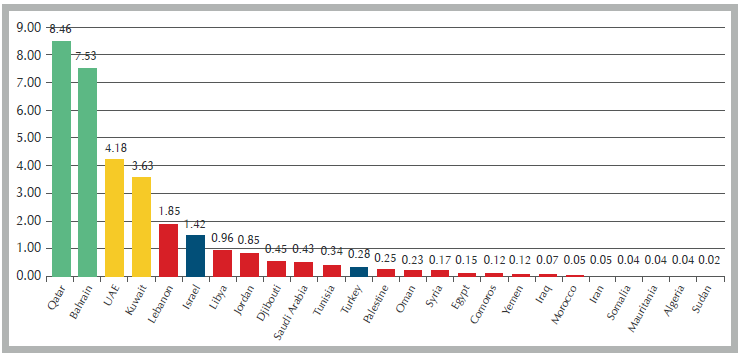 9.00
8.00
7.00
6.00
5.00
4.00
3.00
2.00
1.00
0.00
8.46
7.53
4.18
3.63
1.85
1.42
0.96
0.85
0.45
0.43
0.34
0.28
0.25
0.23
0.17
0.15
0.12
0.12
0.07
0.05
0.05
0.04
0.04
0.04
0.02
Qatar
Bahrain
UAE
Kuwait
Lebanon
Israel
Libya
Jordan
Djibouti
Saudi Arabia
Tunisia
Turkey
Palestine
Oman
Syria
Egypt
Comoros
Yemen
Iraq
Morocco
Iran
Somalia
Mauritania
Algeria
Sudan